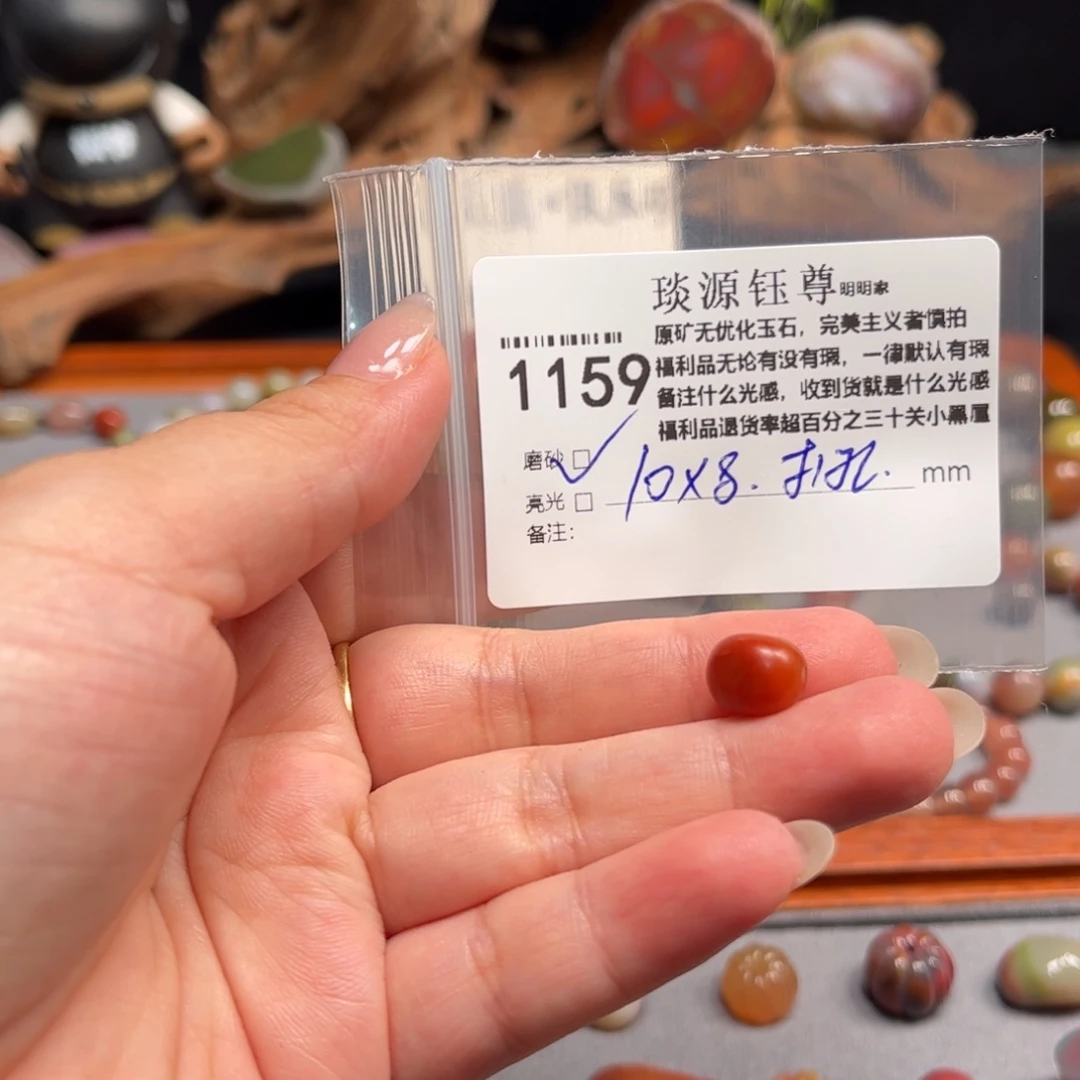 琰源钰尊明明家
原矿无优化玉石，完美主义者慎拍
1159
福利品无论有没有瑕，一律默认有瑕
备注什么光感，收到货就是什么光感
福利品退货率超百分之三十关小黑屋
磨砂□ ✓
10X8. 打孔. mm
亮光□
备注：